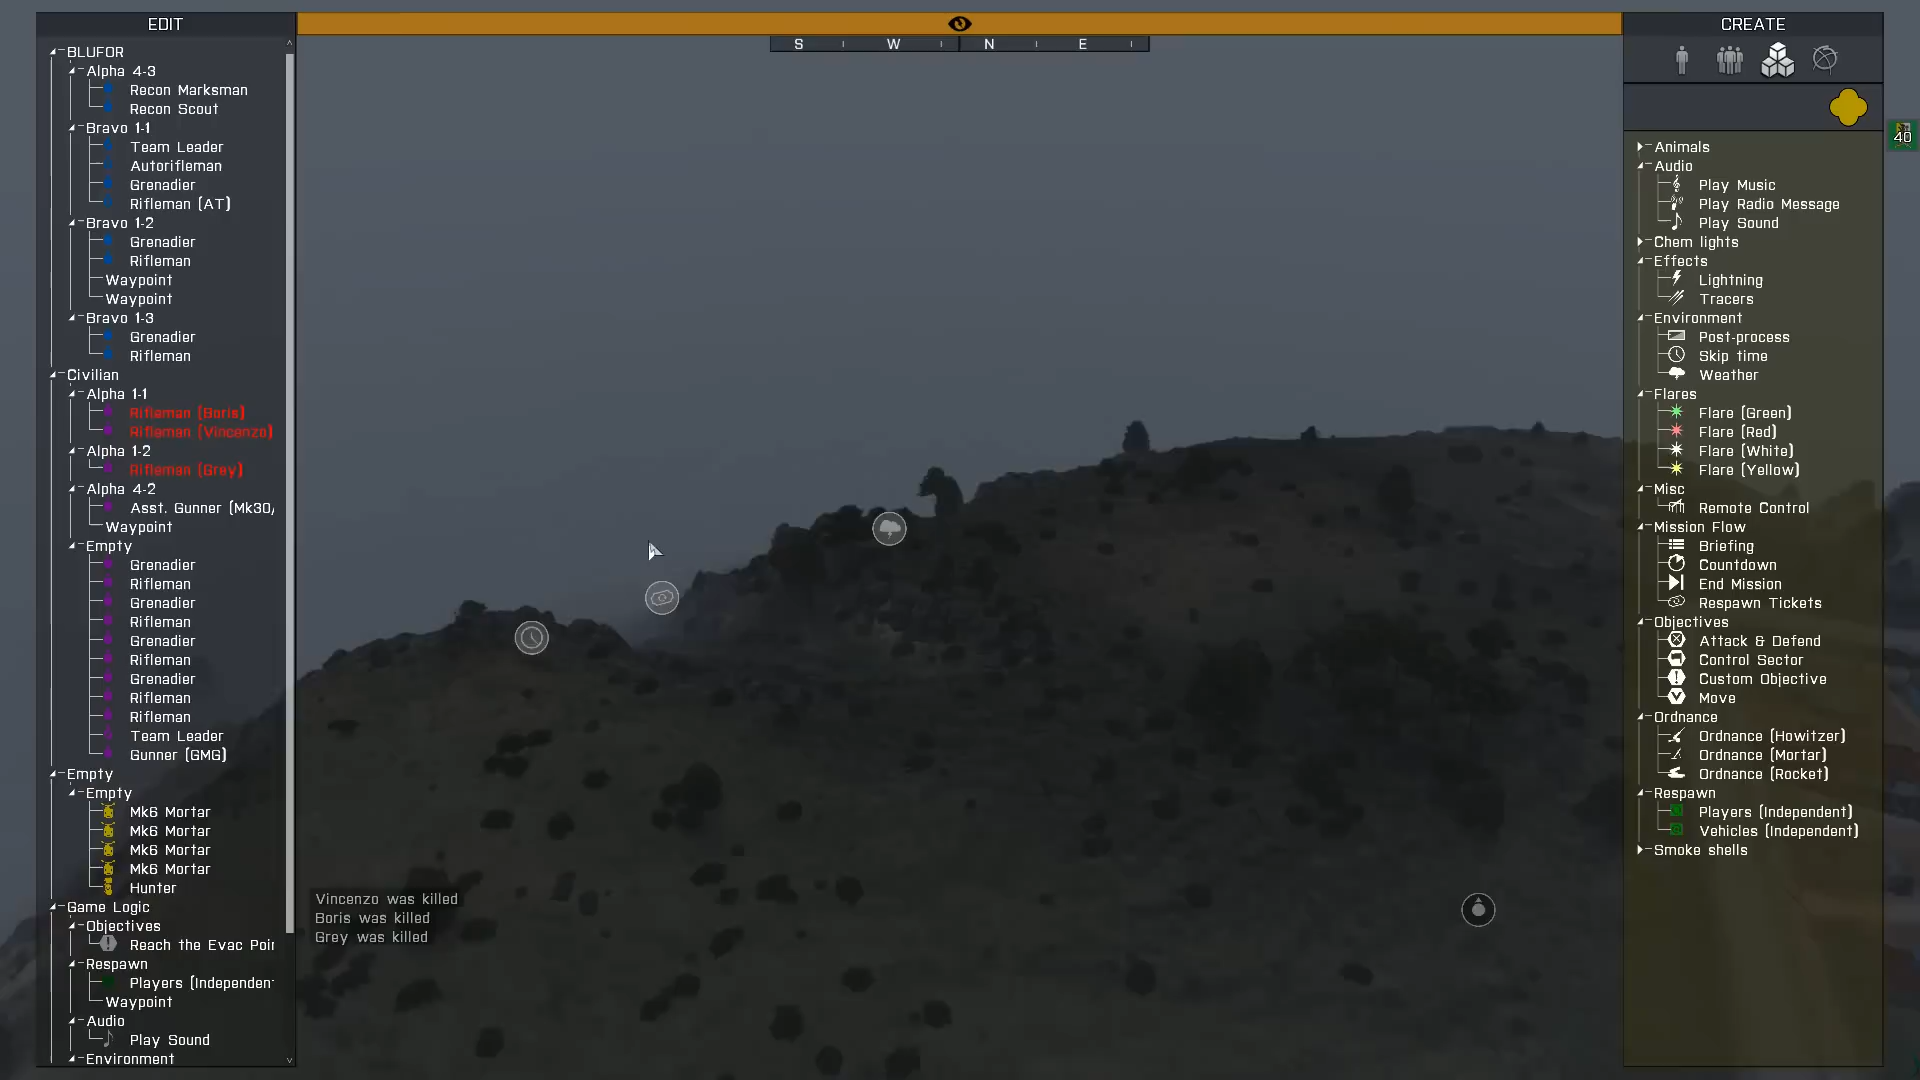 EDIT
BLUFOR
Alpha 4-3
Recon Marksman
Recon Scout
Bravo 1-1
Team Leader
Autorifleman
Grenadier
Rifleman (AT)
Bravo 1-2
Grenadier
Rifleman
Waypoint
Waypoint
Bravo 1-3
Grenadier
Rifleman
Civilian
Alpha 1-1
Rifleman (Boris)
Rifleman (Vincenzo)
Alpha 1-2
Rifleman (Grey)
Alpha 4-2
Asst. Gunner (Mk30/
Waypoint
Empty
Grenadier
Rifleman
Grenadier
Rifleman
Grenadier
Rifleman
Grenadier
Rifleman
Rifleman
Team Leader
Gunner (GMG)
Empty
Empty
Mk6 Mortar
Mk6 Mortar
Mk6 Mortar
Mk6 Mortar
Hunter
Game Logic
Objectives
Reach the Evac Poin
Respawn
Players (Independent
Waypoint
Audio
Play Sound
Environment
S W N E
Vincenzo was killed
Boris was killed
Grey was killed
CREATE
40
Animals
Audio
Play Music
Play Radio Message
Play Sound
Chem lights
Effects
Lightning
Tracers
Environment
Post-process
Skip time
Weather
Flares
Flare (Green)
Flare (Red)
Flare (White)
Flare (Yellow)
Misc
Remote Control
Mission Flow
Briefing
Countdown
End Mission
Respawn Tickets
Objectives
Attack & Defend
Control Sector
Custom Objective
Move
Ordnance
Ordnance (Howitzer)
Ordnance (Mortar)
Ordnance (Rocket)
Respawn
Players (Independent)
Vehicles (Independent)
Smoke shells